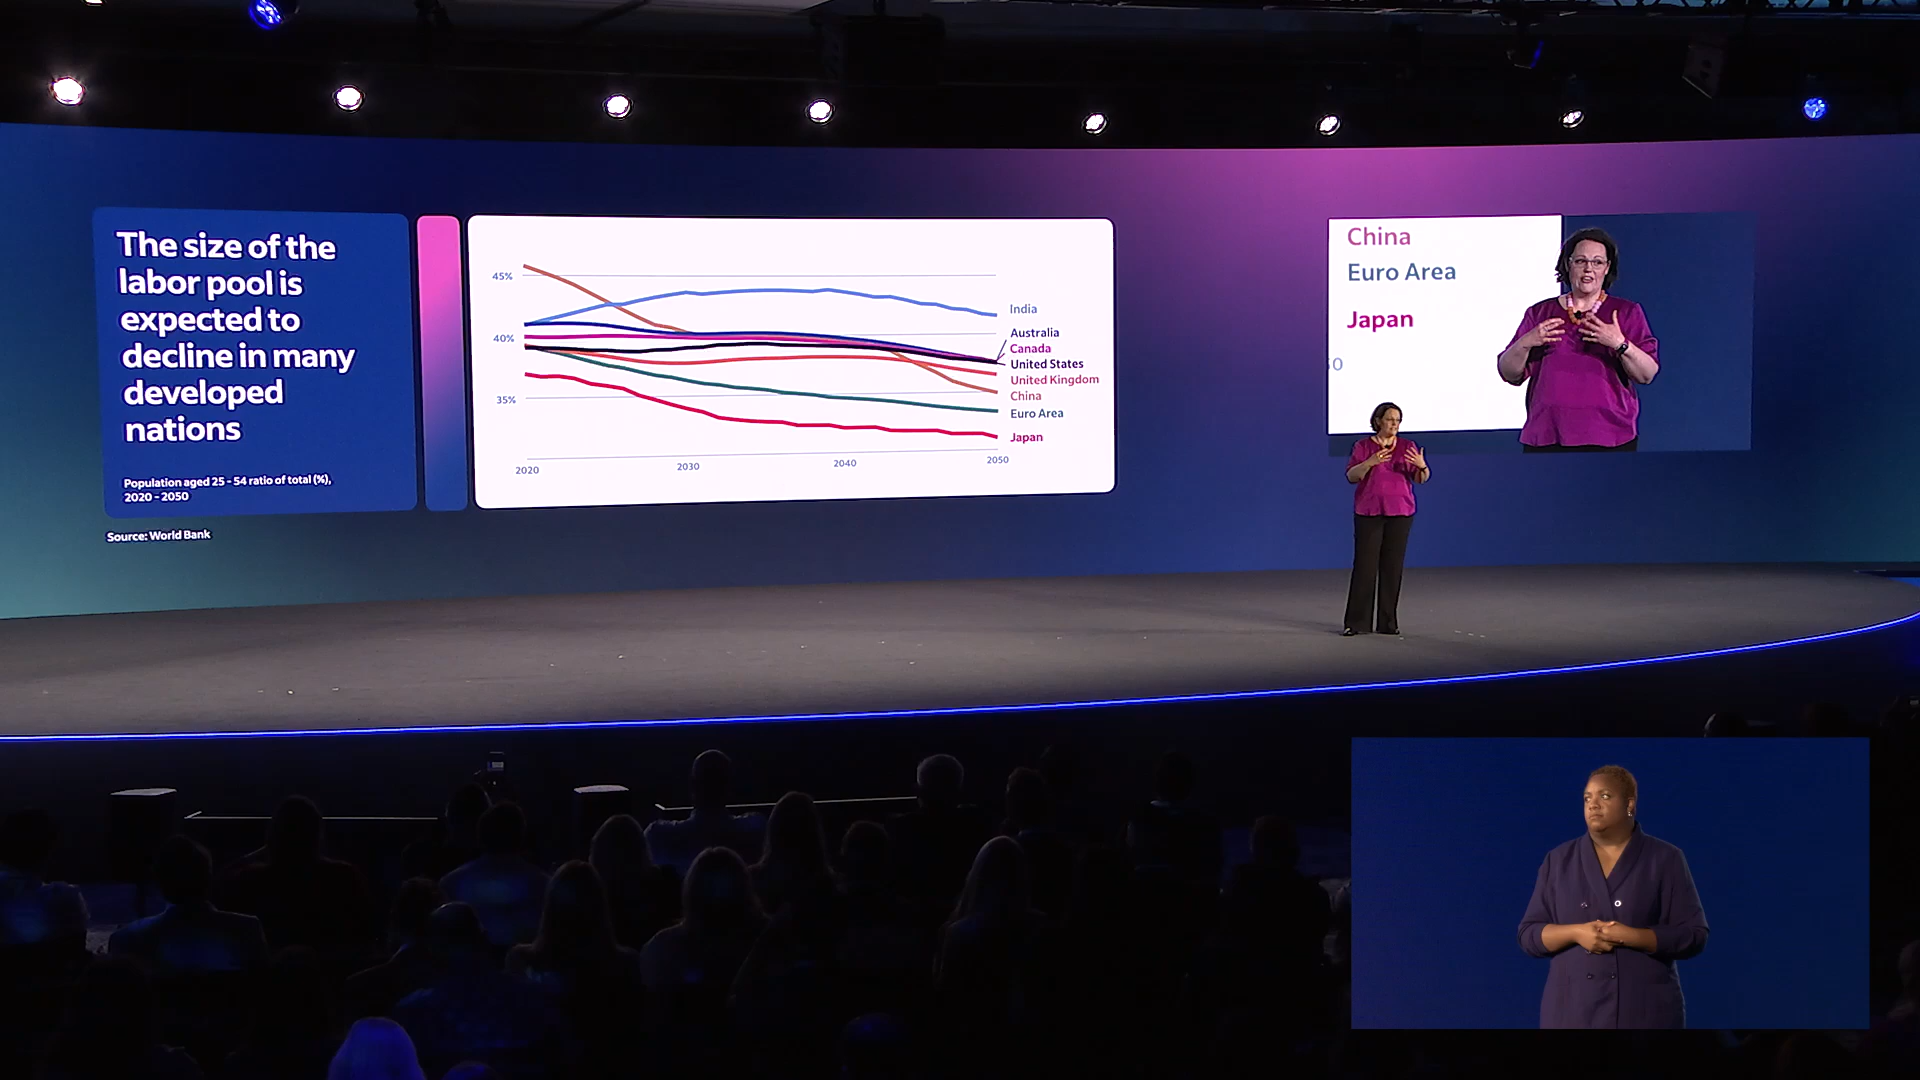 The size of the
labor pool is
expected to
decline in many
developed
nations
Population aged 25 - 54 ratio of total (%),
2020 - 2050
Source: World Bank
45%
40%
35%
2020
2030
2040
2050
India
Australia
Canada
United States
United Kingdom
China
Euro Area
Japan
China
Euro Area
Japan
0